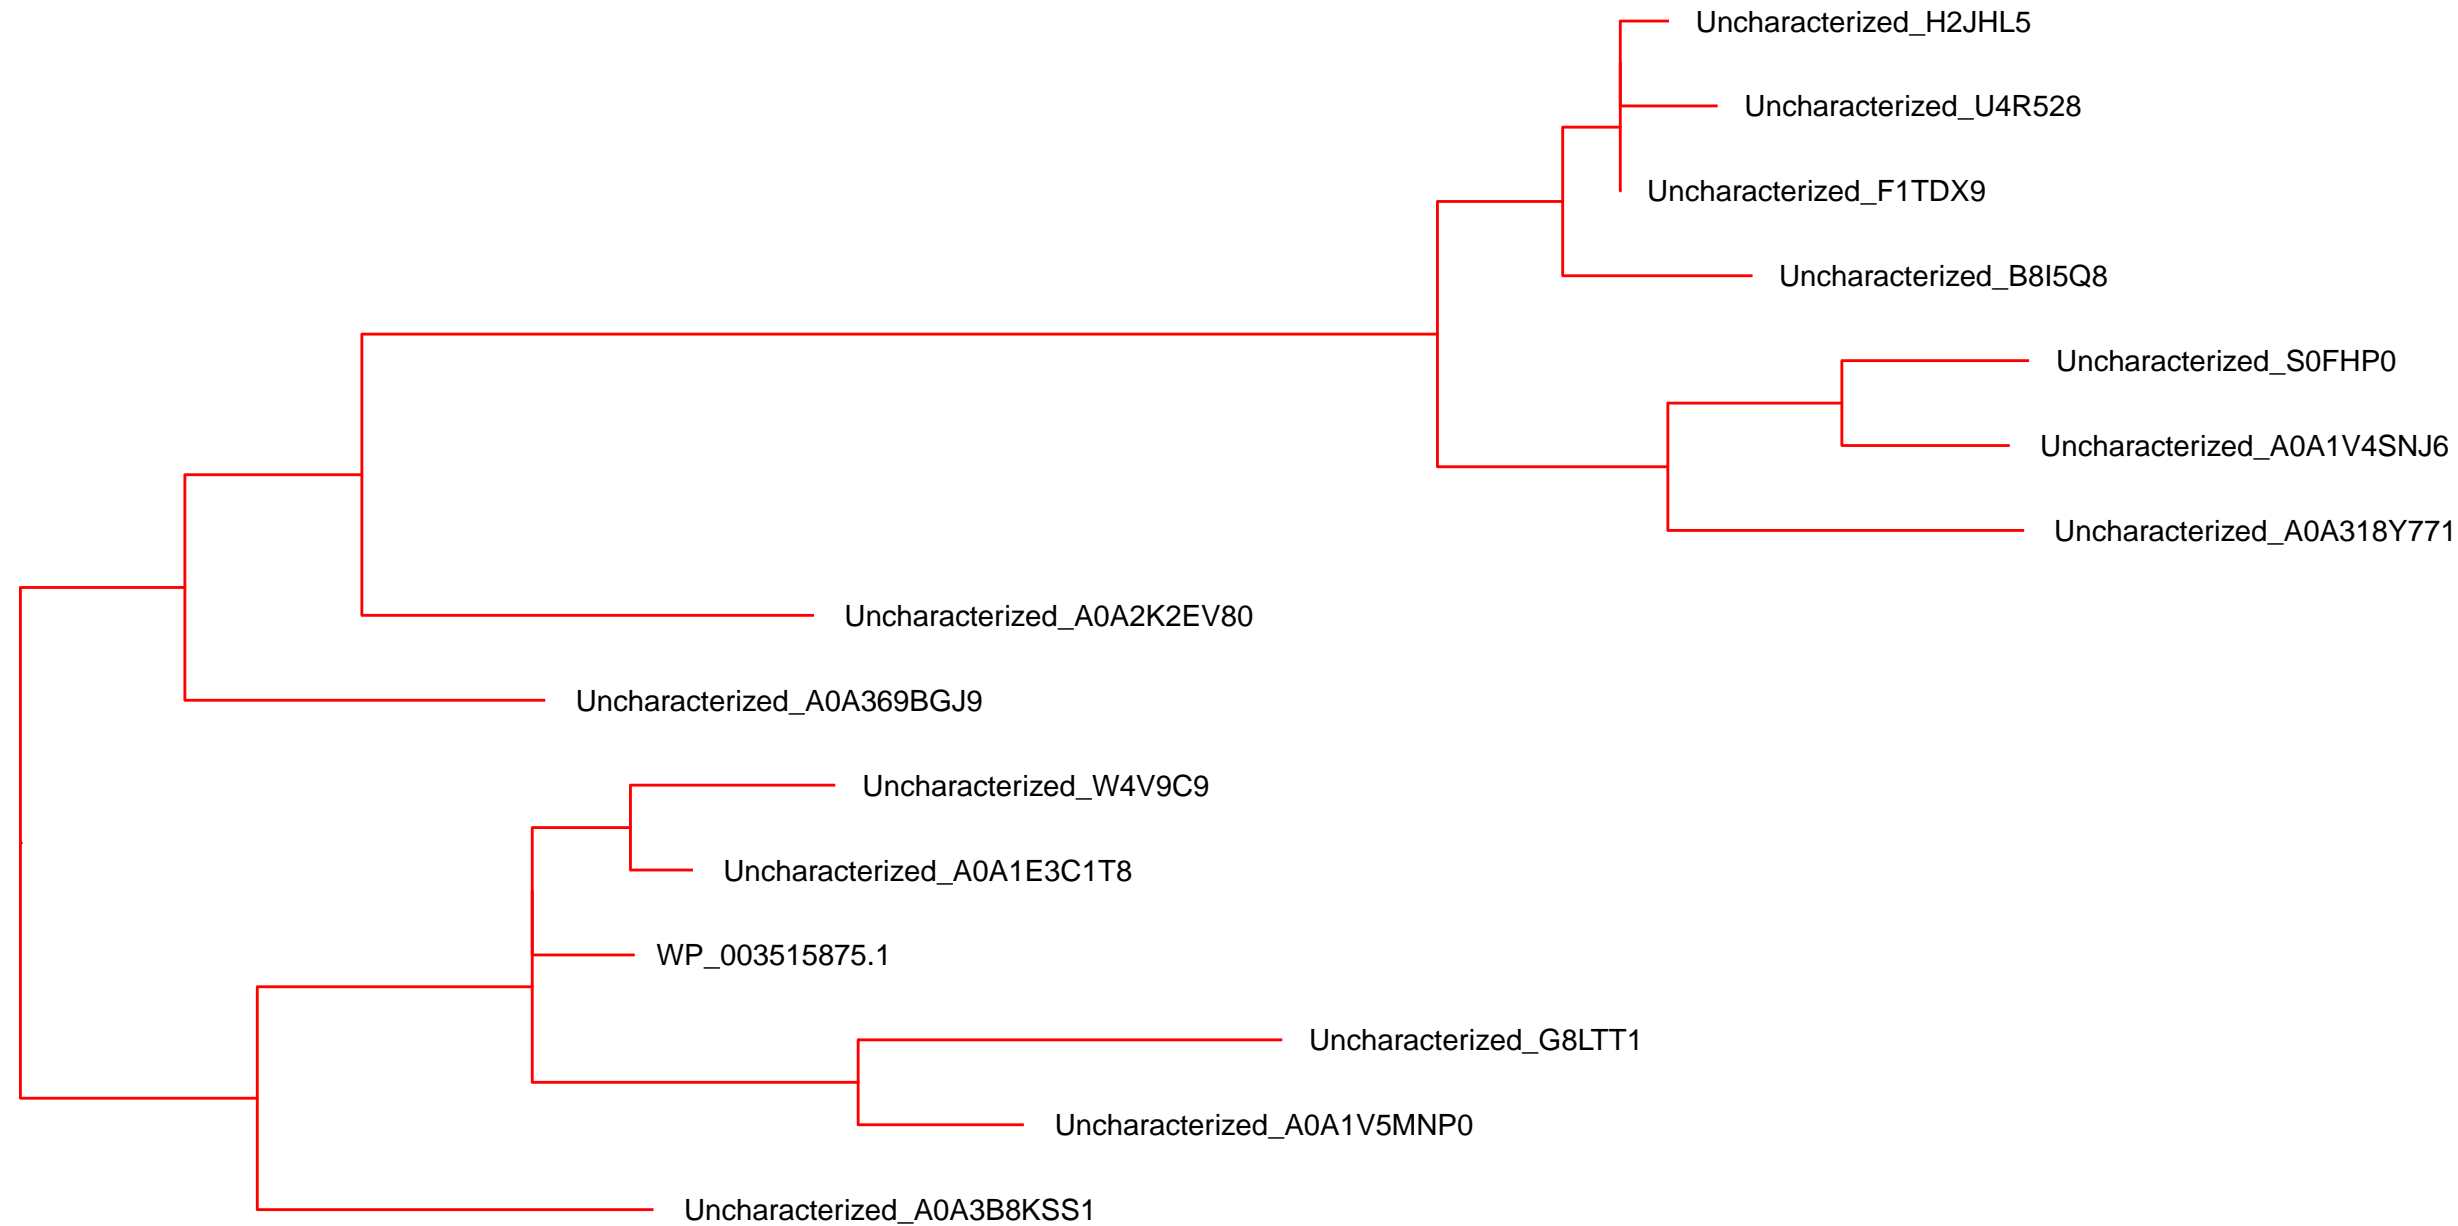 Uncharacterized_H2JHL5
Uncharacterized_U4R528
Uncharacterized_F1TDX9
Uncharacterized_B8I5Q8
Uncharacterized_S0FHP0
Uncharacterized_A0A1V4SNJ6
Uncharacterized_A0A318Y771
Uncharacterized_A0A2K2EV80
Uncharacterized_A0A369BGJ9
Uncharacterized_W4V9C9
Uncharacterized_A0A1E3C1T8
WP_003515875.1
Uncharacterized_G8LTT1
Uncharacterized_A0A1V5MNP0
Uncharacterized_A0A3B8KSS1